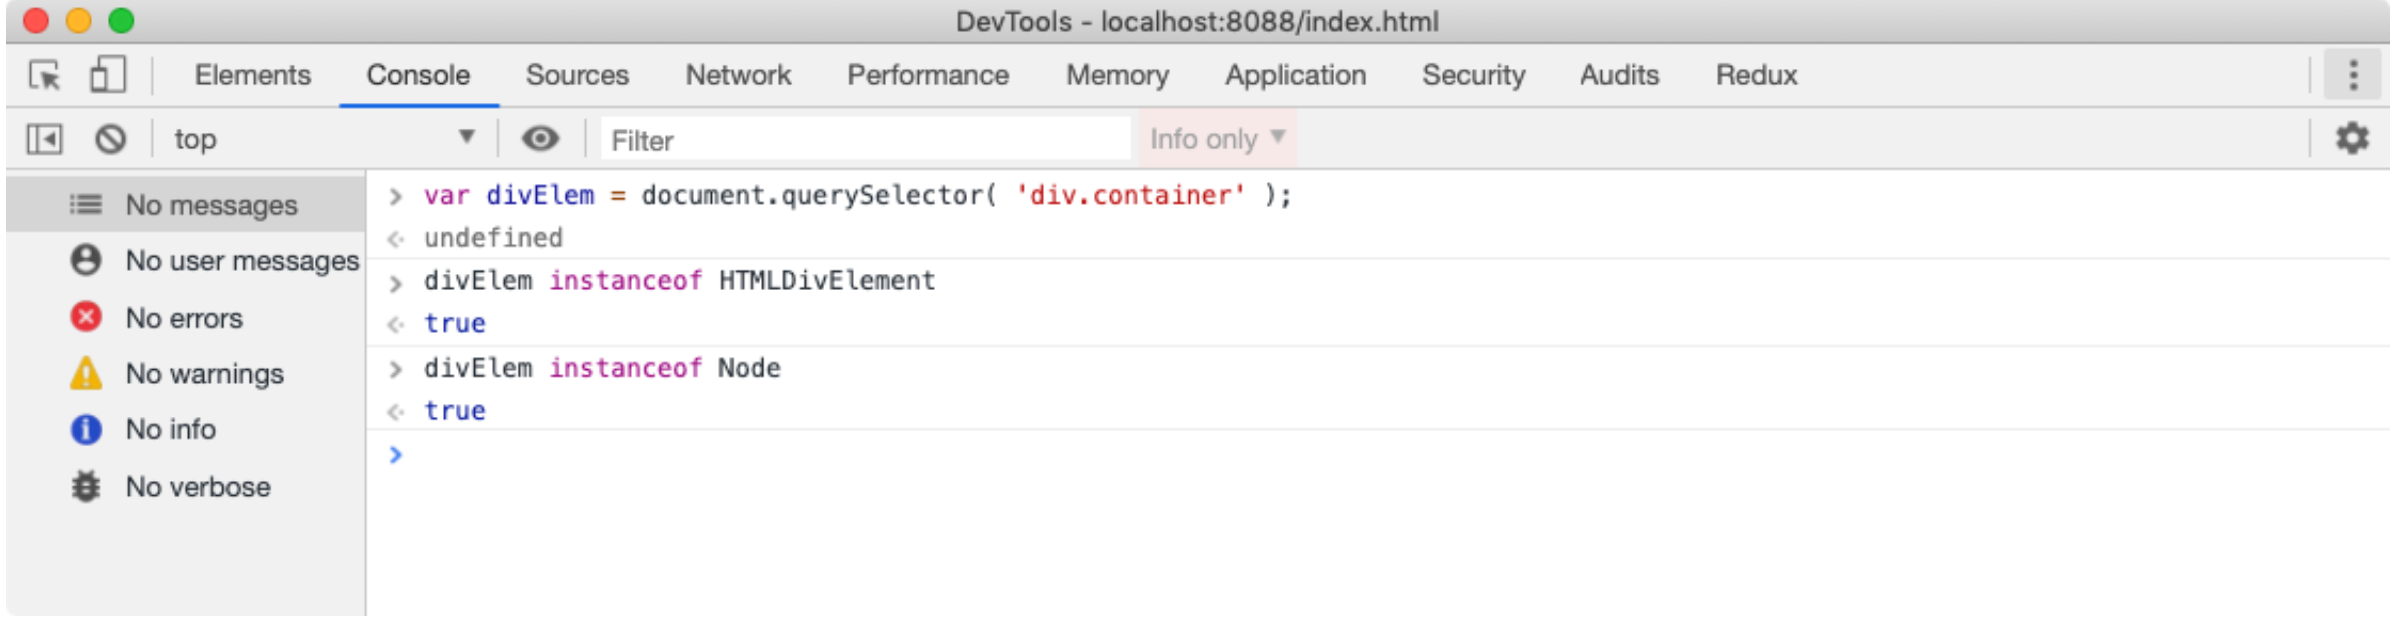 DevTools - localhost:8088/index.html
Elements Console Sources Network Performance Memory Application Security Audits Redux
top Filter Info only
No messages
No user messages
No errors
No warnings
No info
No verbose
var divElem = document.querySelector( 'div.container' );
undefined
divElem instanceof HTMLDivElement
true
divElem instanceof Node
true